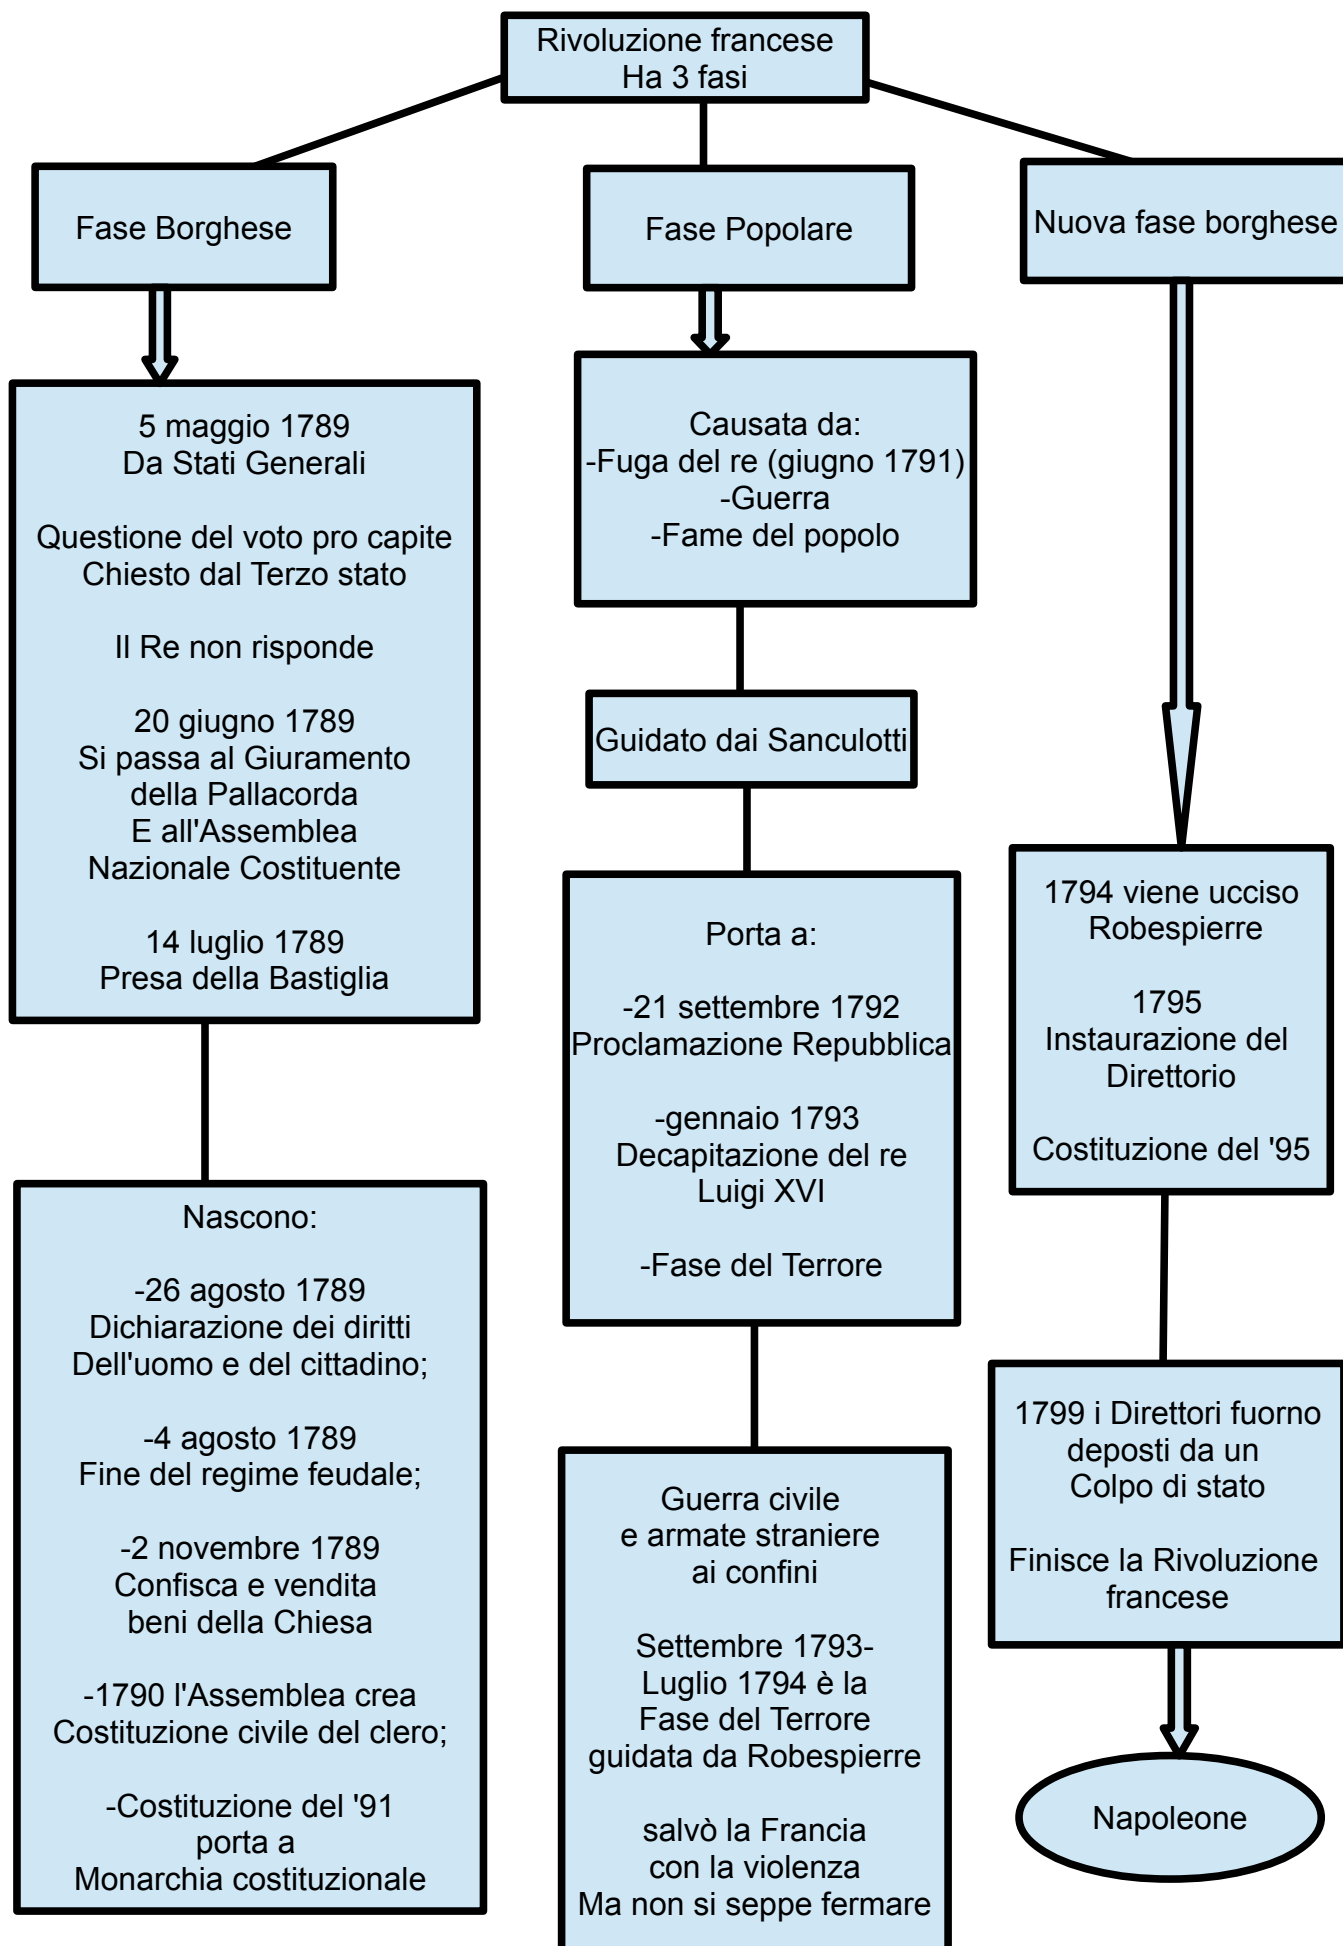 Rivoluzione francese
Ha 3 fasi
Fase Borghese
Fase Popolare
Nuova fase borghese
5 maggio 1789
Da Stati Generali
Questione del voto pro capite
Chiesto dal Terzo stato
Il Re non risponde
20 giugno 1789
Si passa al Giuramento
della Pallacorda
E all'Assemblea
Nazionale Costituente
14 luglio 1789
Presa della Bastiglia
Nascono:
-26 agosto 1789
Dichiarazione dei diritti
Dell'uomo e del cittadino;
-4 agosto 1789
Fine del regime feudale;
-2 novembre 1789
Confisca e vendita
beni della Chiesa
-1790 l'Assemblea crea
Costituzione civile del clero;
-Costituzione del '91
porta a
Monarchia costituzionale
Causata da:
-Fuga del re (giugno 1791)
-Guerra
-Fame del popolo
Guidato dai Sanculotti
Porta a:
-21 settembre 1792
Proclamazione Repubblica
-gennaio 1793
Decapitazione del re
Luigi XVI
-Fase del Terrore
Guerra civile
e armate straniere
ai confini
Settembre 1793-
Luglio 1794 è la
Fase del Terrore
guidata da Robespierre
salvò la Francia
con la violenza
Ma non si seppe fermare
1794 viene ucciso
Robespierre
1795
Instaurazione del
Direttorio
Costituzione del '95
1799 i Direttori fuorno
deposti da un
Colpo di stato
Finisce la Rivoluzione
francese
Napoleone